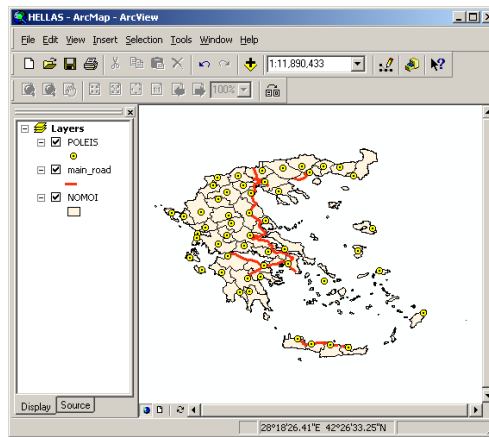 HELLAS - ArcMap - ArcView
File Edit View Insert Selection Tools Window Help
1:11,890,433
100%
Layers
POLEIS
main_road
NOMOI
Display Source
28°18'26.41"E 42°26'33.25"N